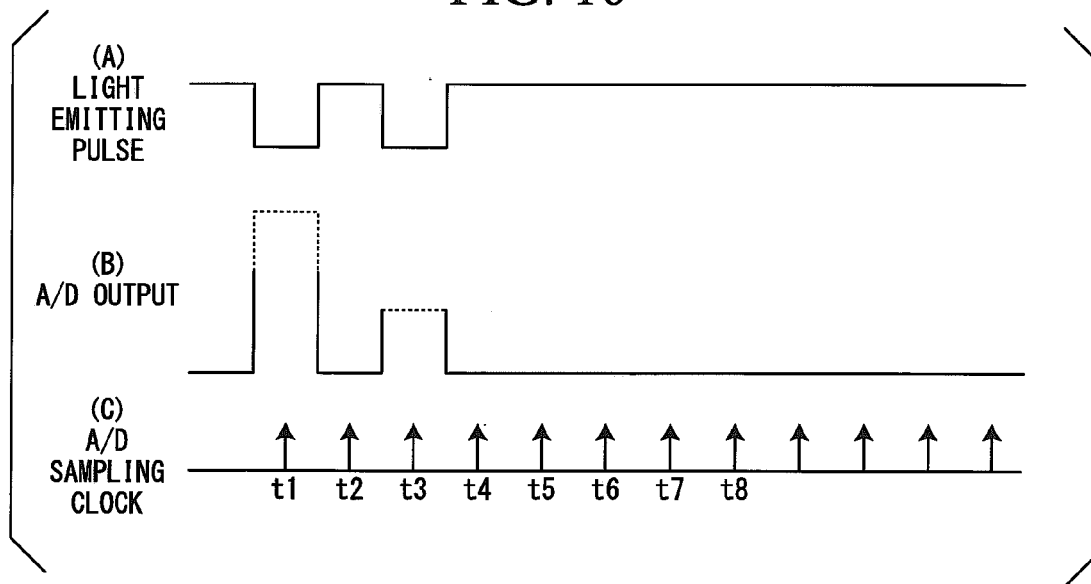 (A)
LIGHT
EMITTING
PULSE
(B)
A/D OUTPUT
(C)
A/D
SAMPLING
CLOCK
t1 t2 t3 t4 t5 t6 t7 t8